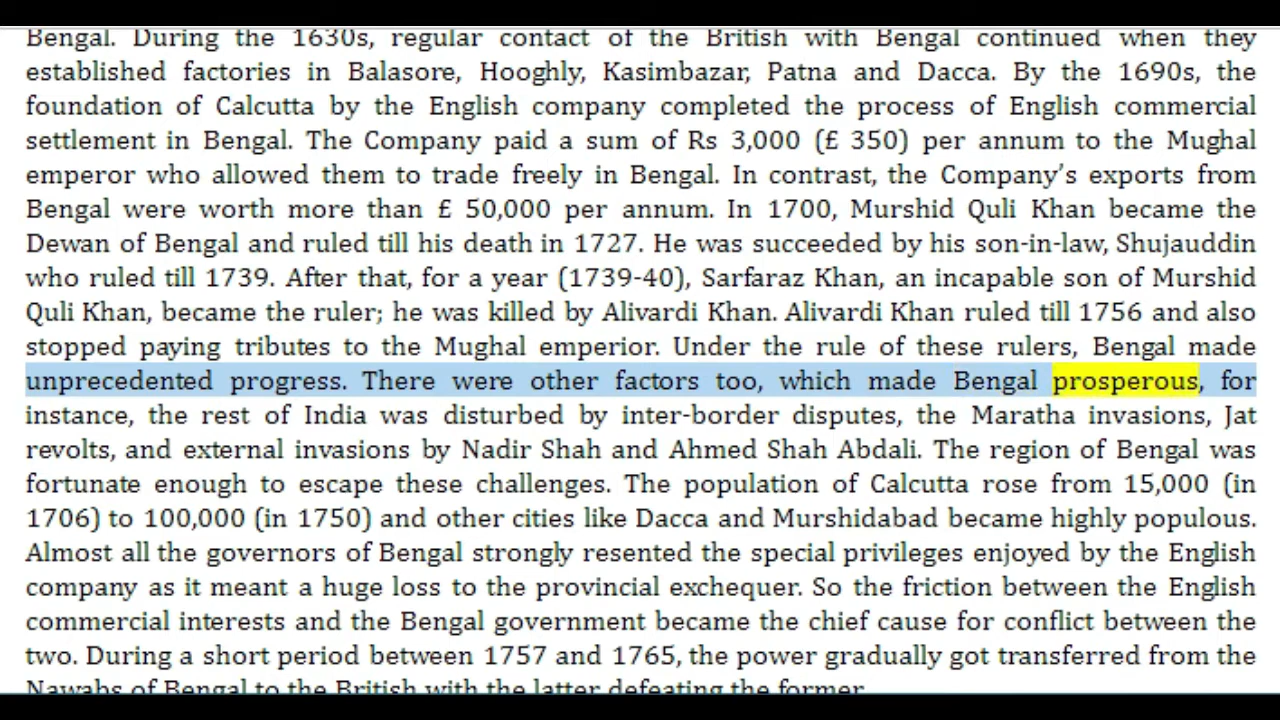 Bengal. During the 1630s, regular contact of the British with Bengal continued when they
established factories in Balasore, Hooghly, Kasimbazar, Patna and Dacca. By the 1690s, the
foundation of Calcutta by the English company completed the process of English commercial
settlement in Bengal. The Company paid a sum of Rs 3,000 (£ 350) per annum to the Mughal
emperor who allowed them to trade freely in Bengal. In contrast, the Company’s exports from
Bengal were worth more than £ 50,000 per annum. In 1700, Murshid Quli Khan became the
Dewan of Bengal and ruled till his death in 1727. He was succeeded by his son-in-law, Shujauddin
who ruled till 1739. After that, for a year (1739-40), Sarfaraz Khan, an incapable son of Murshid
Quli Khan, became the ruler; he was killed by Alivardi Khan. Alivardi Khan ruled till 1756 and also
stopped paying tributes to the Mughal emperior. Under the rule of these rulers, Bengal made
unprecedented progress. There were other factors too, which made Bengal prosperous, for
instance, the rest of India was disturbed by inter-border disputes, the Maratha invasions, Jat
revolts, and external invasions by Nadir Shah and Ahmed Shah Abdali. The region of Bengal was
fortunate enough to escape these challenges. The population of Calcutta rose from 15,000 (in
1706) to 100,000 (in 1750) and other cities like Dacca and Murshidabad became highly populous.
Almost all the governors of Bengal strongly resented the special privileges enjoyed by the English
company as it meant a huge loss to the provincial exchequer. So the friction between the English
commercial interests and the Bengal government became the chief cause for conflict between the
two. During a short period between 1757 and 1765, the power gradually got transferred from the
Nawabs of Bengal to the British with the latter defeating the former.